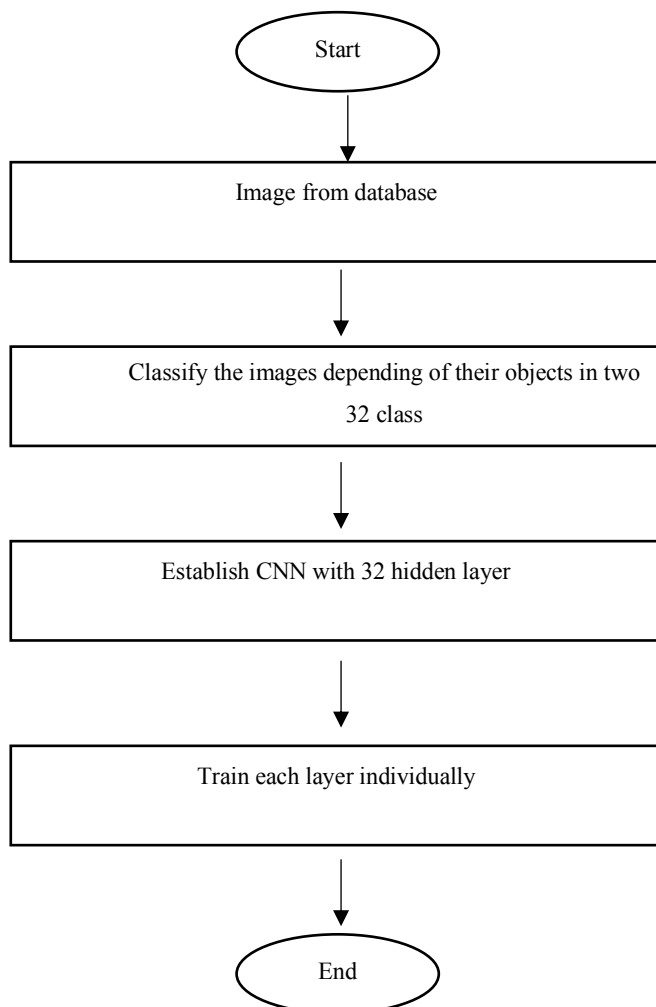 Start
Image from database
Classify the images depending of their objects in two
32 class
Establish CNN with 32 hidden layer
Train each layer individually
End